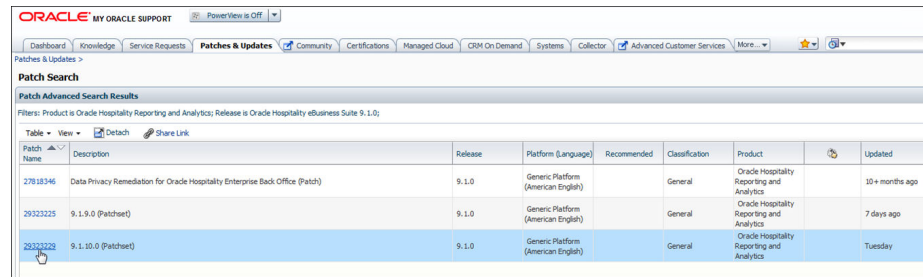 ORACLE MY ORACLE SUPPORT PowerView is Off
Dashboard Knowledge Service Requests Patches & Updates Community Certifications Managed Cloud CRM On Demand Systems Collector Advanced Customer Services More...
Patches & Updates >
Patch Search
Patch Advanced Search Results
Filters: Product is Oracle Hospitality Reporting and Analytics; Release is Oracle Hospitality eBusiness Suite 9.1.0;
Table View Detach Share Link
Patch Name Description Release Platform (Language) Recommended Classification Product Updated
27818346 Data Privacy Remediation for Oracle Hospitality Enterprise Back Office (Patch) 9.1.0 Generic Platform (American English) General Oracle Hospitality Reporting and Analytics 10+ months ago
29323225 9.1.9.0 (Patchset) 9.1.0 Generic Platform (American English) General Oracle Hospitality Reporting and Analytics 7 days ago
29323229 9.1.10.0 (Patchset) 9.1.0 Generic Platform (American English) General Oracle Hospitality Reporting and Analytics Tuesday